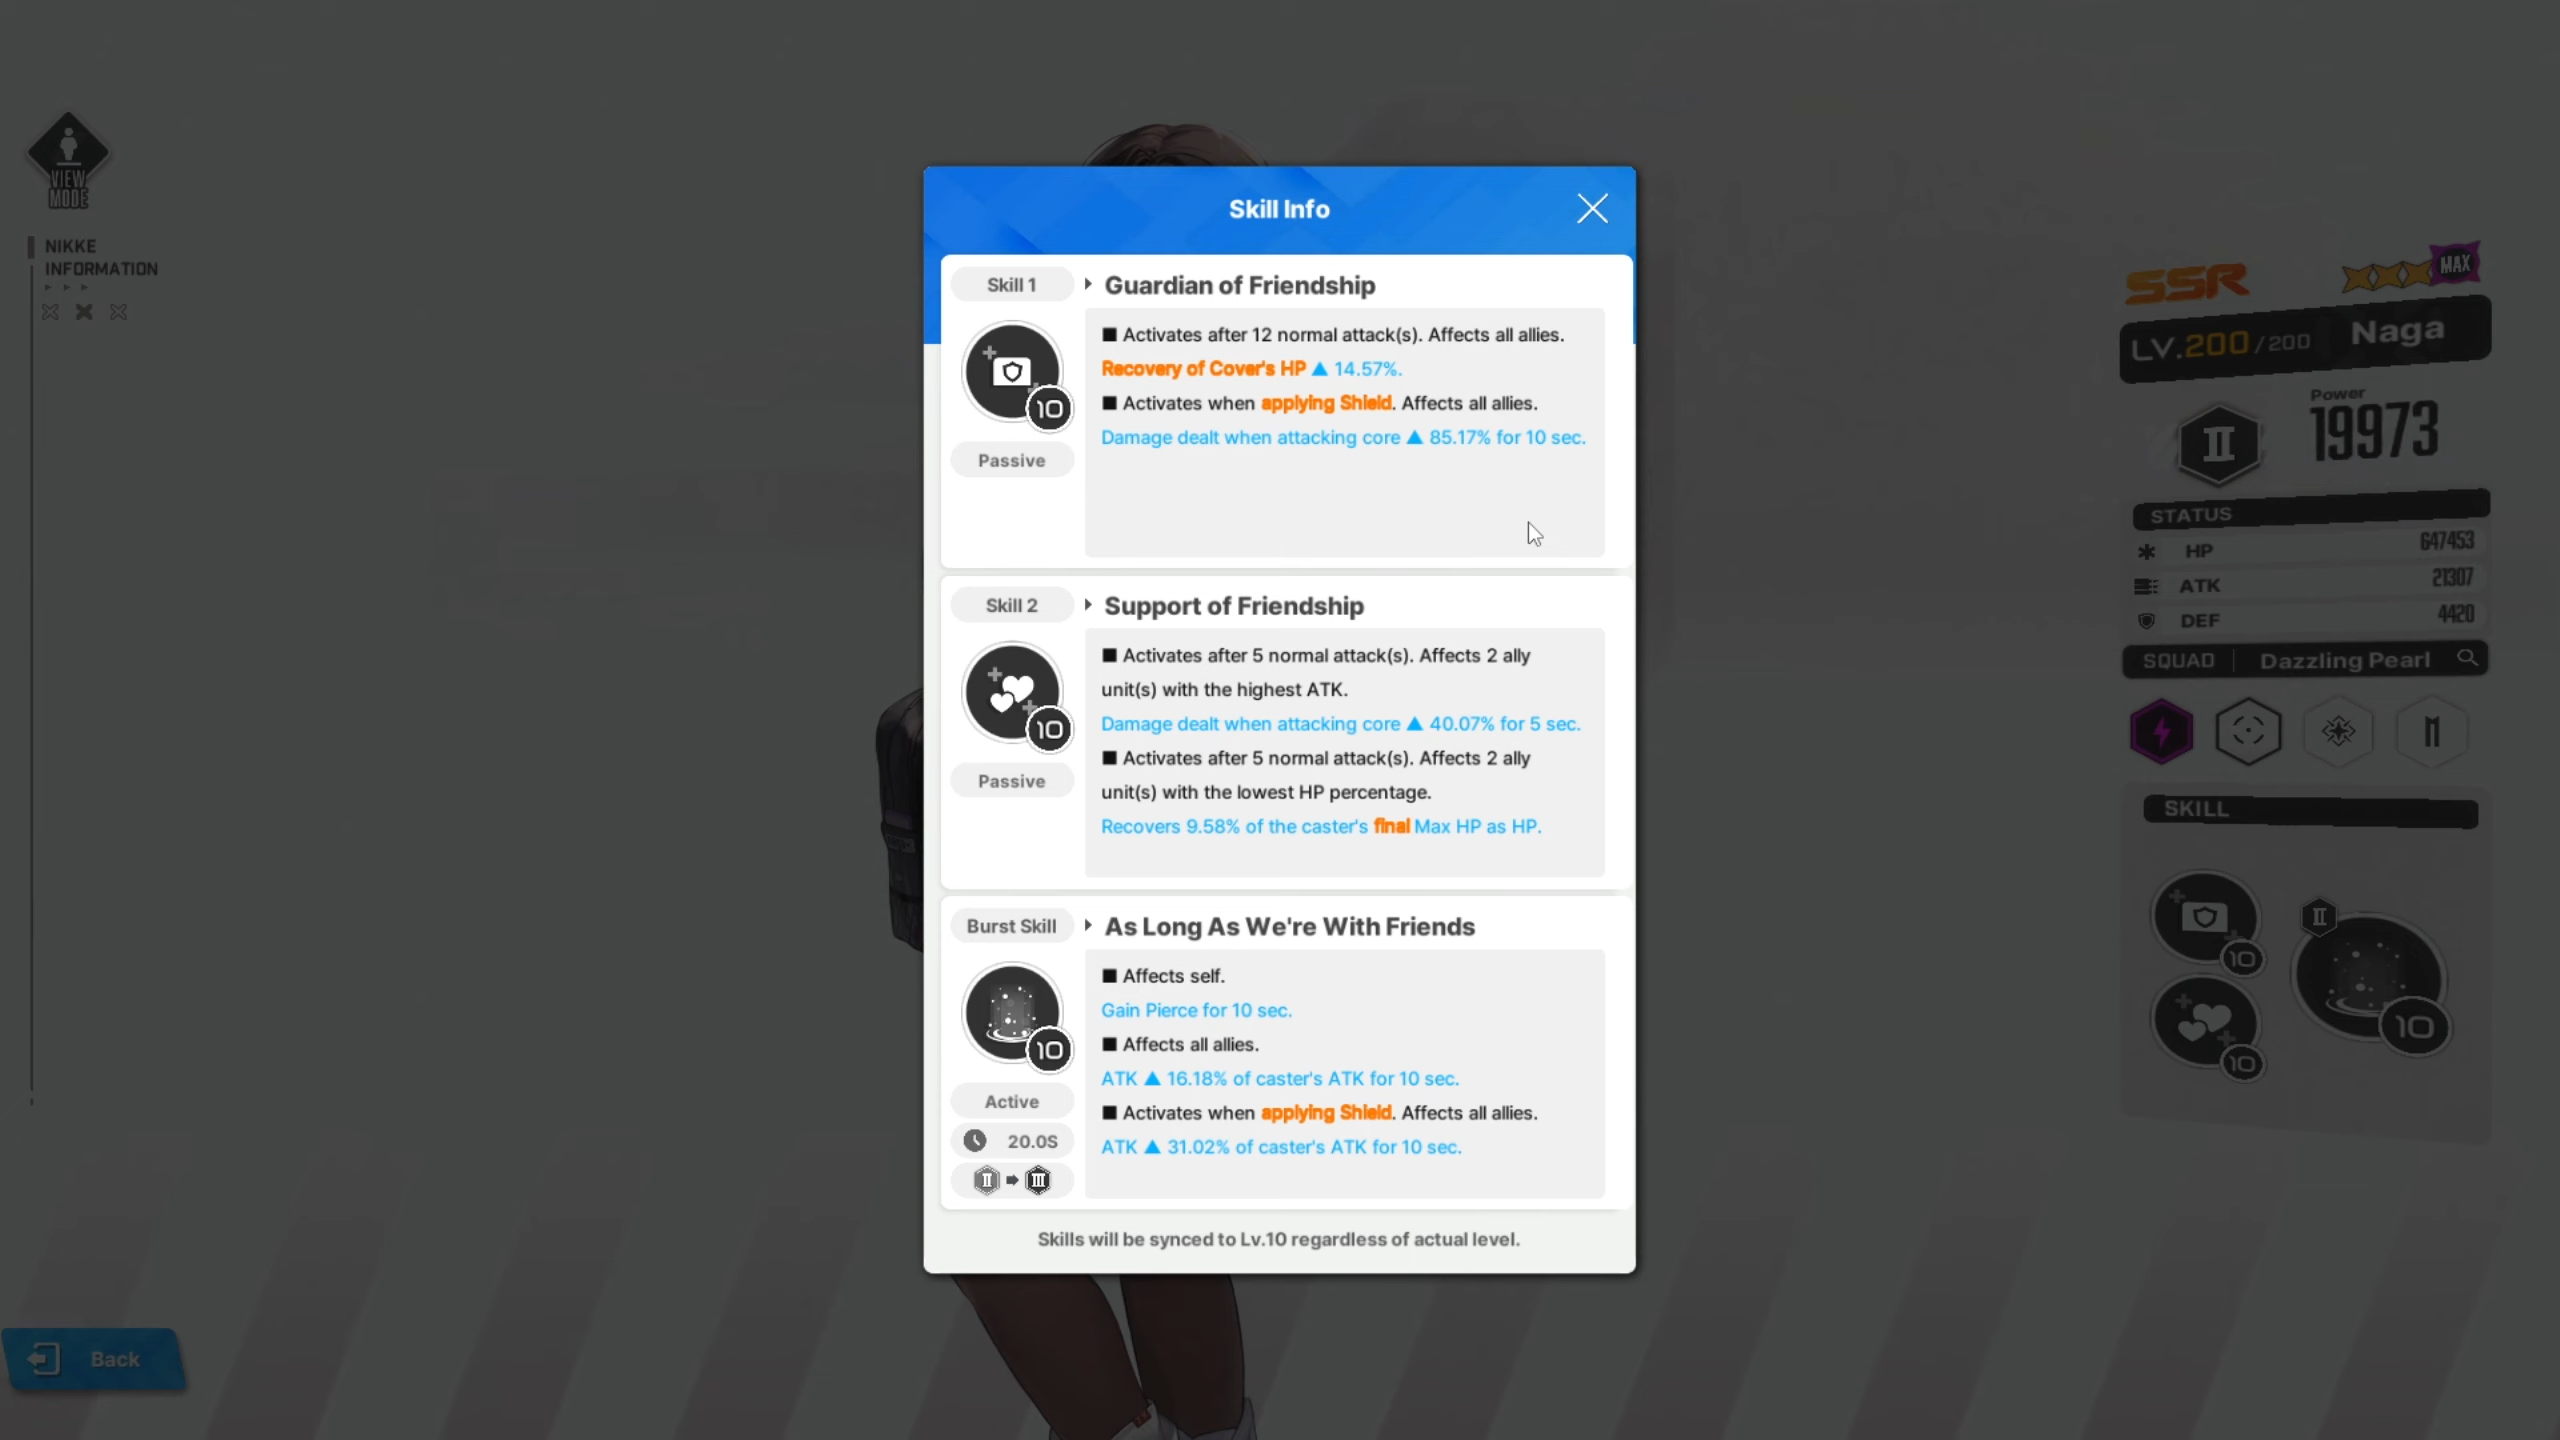 VIEW
MODE
NIKKE
INFORMATION
Skill Info
Skill 1
Guardian of Friendship
■ Activates after 12 normal attack(s). Affects all allies.
Recovery of Cover's HP ▲ 14.57%.
■ Activates when applying Shield. Affects all allies.
Damage dealt when attacking core ▲ 85.17% for 10 sec.
10
Passive
Skill 2
Support of Friendship
■ Activates after 5 normal attack(s). Affects 2 ally
unit(s) with the highest ATK.
Damage dealt when attacking core ▲ 40.07% for 5 sec.
■ Activates after 5 normal attack(s). Affects 2 ally
unit(s) with the lowest HP percentage.
Recovers 9.58% of the caster's final Max HP as HP.
10
Passive
Burst Skill
As Long As We're With Friends
■ Affects self.
Gain Pierce for 10 sec.
■ Affects all allies.
ATK ▲ 16.18% of caster's ATK for 10 sec.
■ Activates when applying Shield. Affects all allies.
ATK ▲ 31.02% of caster's ATK for 10 sec.
10
Active
20.0S
II ➡ III
Skills will be synced to Lv.10 regardless of actual level.
SSR
MAX
LV.200/200 Naga
II
Power
19973
STATUS
HP 647453
ATK 21307
DEF 4420
SQUAD Dazzling Pearl
SKILL
10
10
II
10
Back